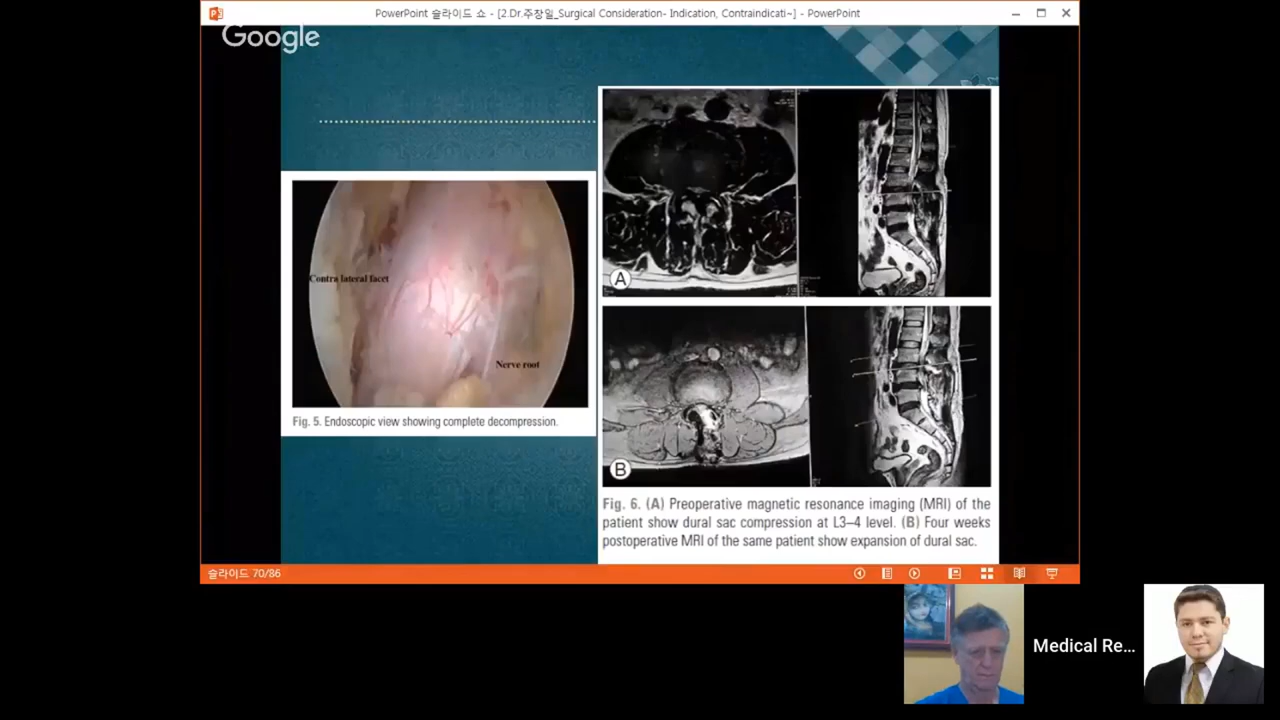 PowerPoint 슬라이드 쇼 - [2.Dr.주창일_Surgical Consideration- Indication, Contraindicati~] - PowerPoint
Google
Contra lateral facet
Nerve root
Fig. 5. Endoscopic view showing complete decompression.
A
B
Fig. 6. (A) Preoperative magnetic resonance imaging (MRI) of the
patient show dural sac compression at L3–4 level. (B) Four weeks
postoperative MRI of the same patient show expansion of dural sac.
슬라이드 70/86
Medical Re...